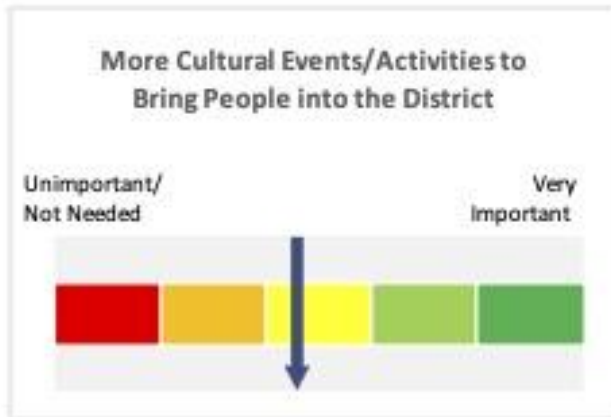 More Cultural Events/Activities to
Bring People into the District
Unimportant/
Not Needed
Very
Important